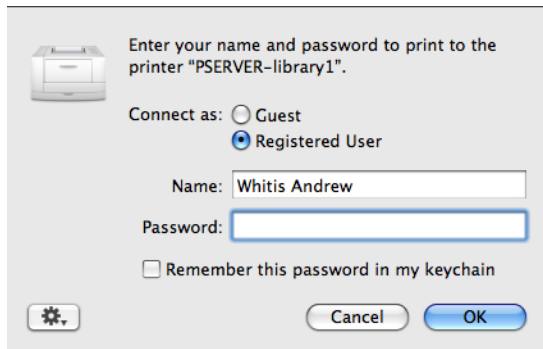 Enter your name and password to print to the
printer “PSERVER-library1”.
Connect as: Guest
Registered User
Name: Whitis Andrew
Password:
Remember this password in my keychain
Cancel OK